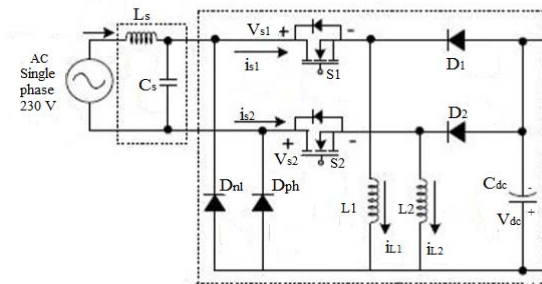 Ls
AC
Single
phase
230 V
Cs
+ Vs1 -
is1
S1
D1
is2
+ Vs2 -
S2
D2
Dnl
Dph
L1
L2
iL1
iL2
Cdc
-
Vdc
+